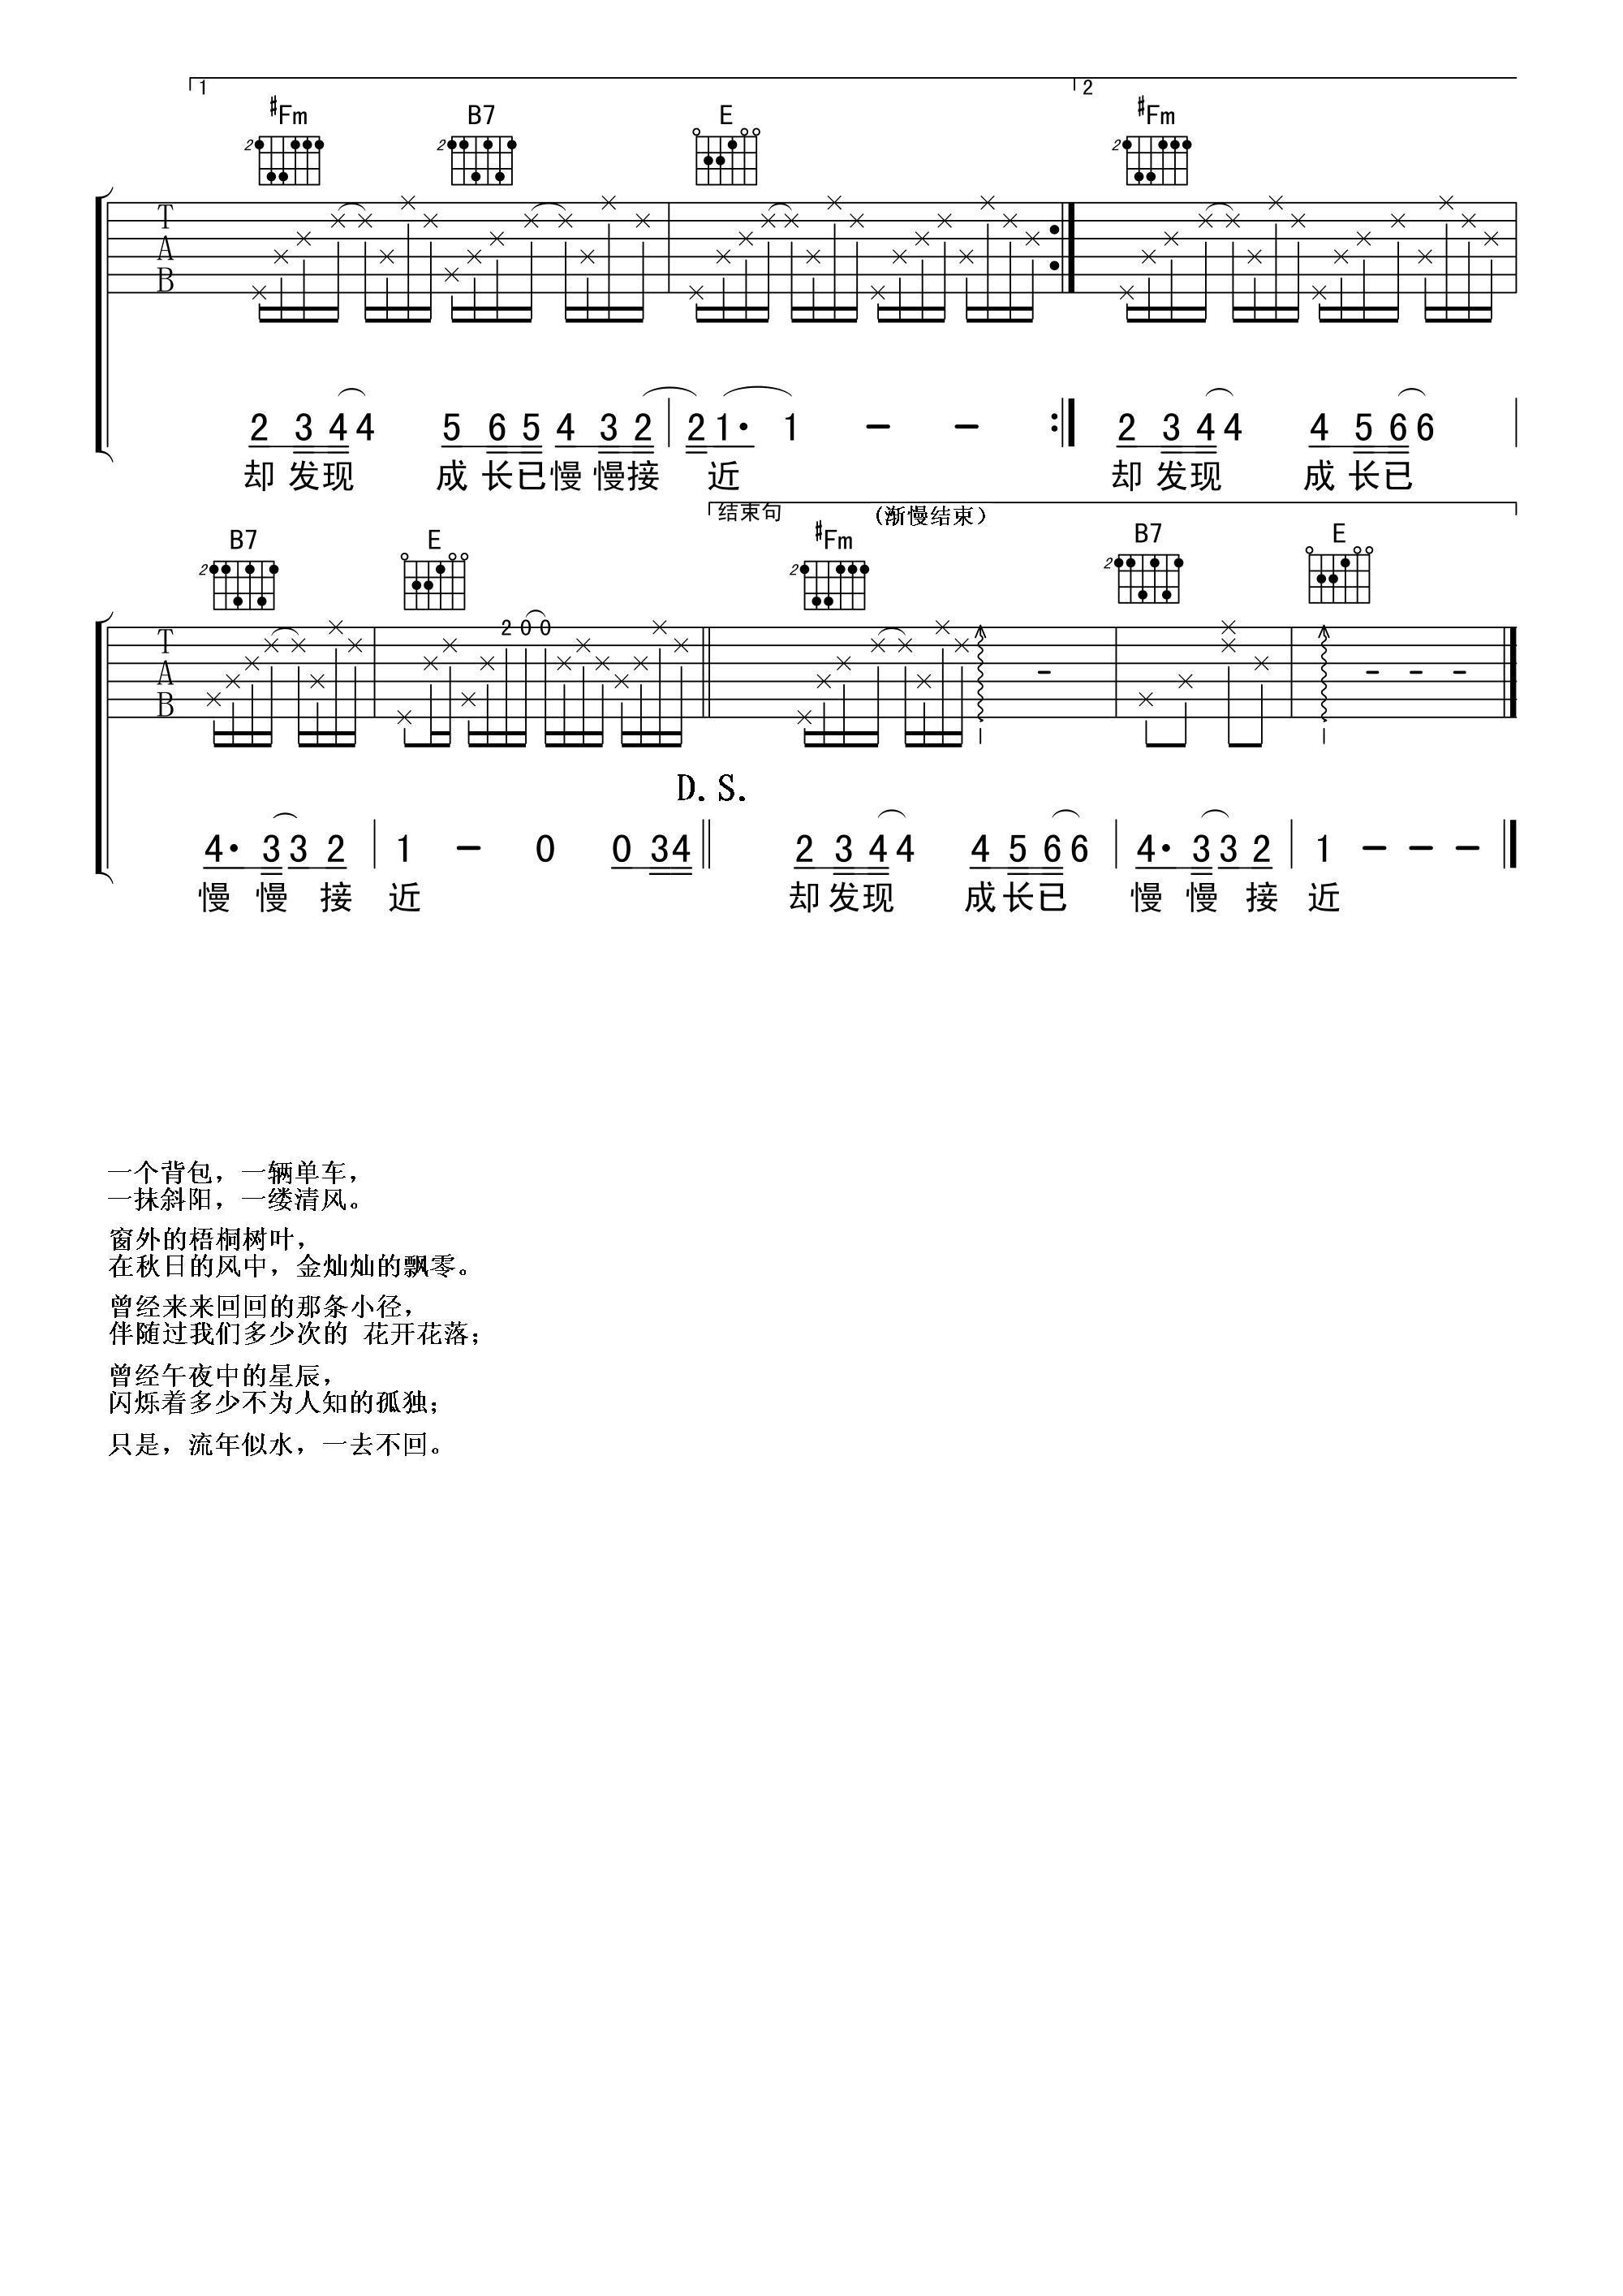 1 2
#Fm B7 E #Fm
2 2 2
T
A
B
2 3 4 4 5 6 5 4 3 2 2 1· 1 - - 2 3 4 4 4 5 6 6
却 发 现 成 长 已 慢 慢 接 近 却 发 现 成 长 已
结束句 (渐慢结束)
B7 E #Fm B7 E
2 2 2
2 0 0
T
A
B
D.S.
4· 3 3 2 1 - 0 0 3 4 2 3 4 4 4 5 6 6 4· 3 3 2 1 - - -
慢 慢 接 近 却 发 现 成 长 已 慢 慢 接 近
一个背包，一辆单车，
一抹斜阳，一缕清风。
窗外的梧桐树叶，
在秋日的风中，金灿灿的飘零。
曾经来来回回的那条小径，
伴随过我们多少次的 花开花落；
曾经午夜中的星辰，
闪烁着多少不为人知的孤独；
只是，流年似水，一去不回。